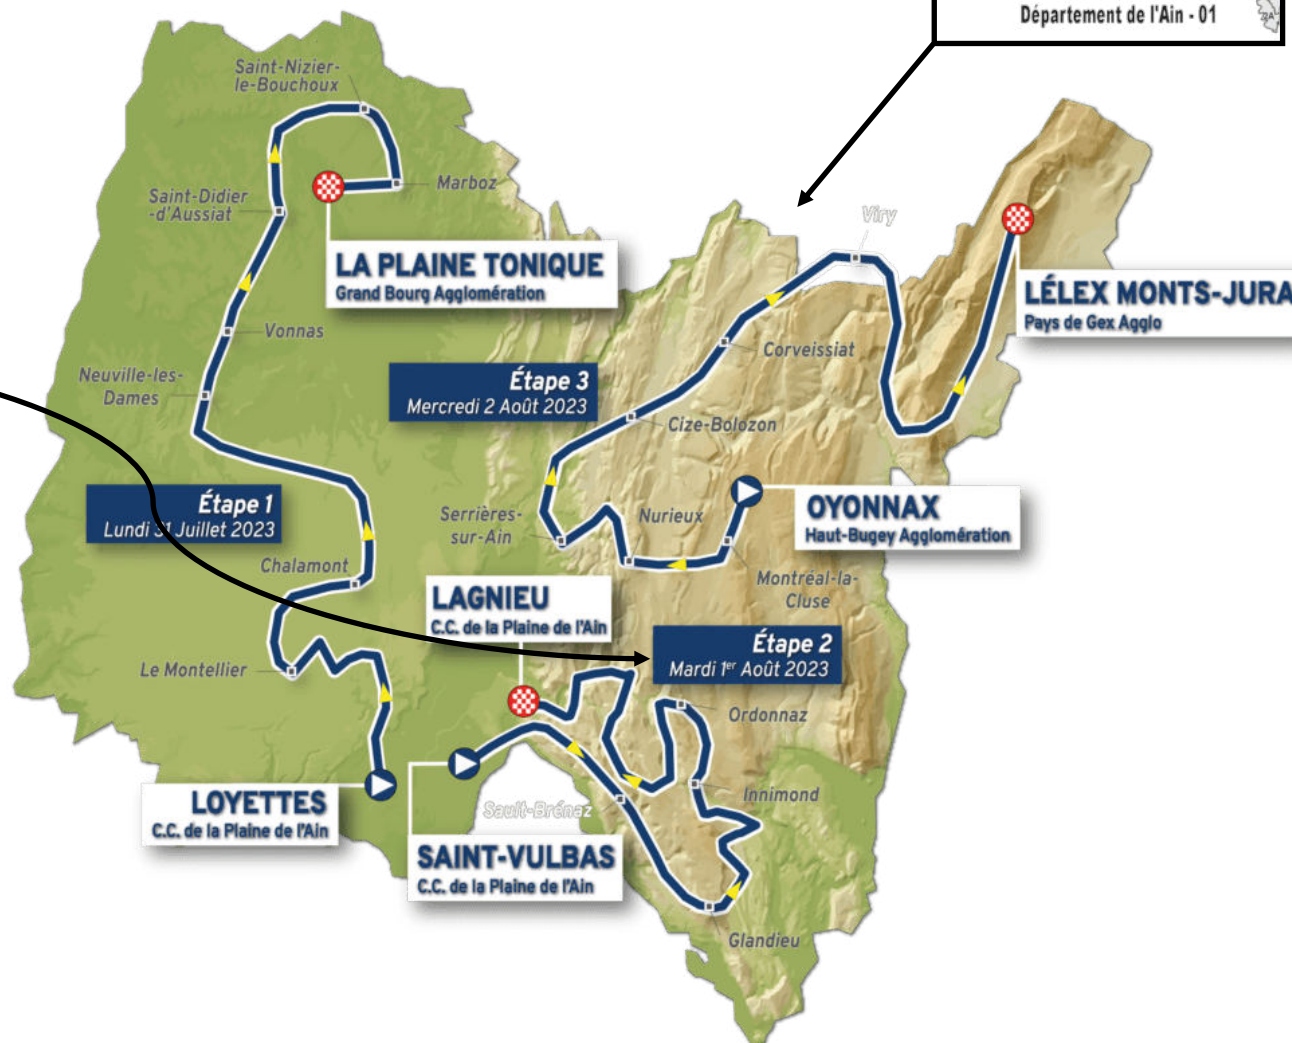 Département de l'Ain - 01
Saint-Nizier-
le-Bouchoux
Marboz
Saint-Didier
-d'Aussiat
Viry
LA PLAINE TONIQUE
Grand Bourg Agglomération
LÉLEX MONTS-JURA
Pays de Gex Agglo
Vonnas
Corveissiat
Neuville-les-
Dames
Étape 3
Mercredi 2 Août 2023
Cize-Bolozon
Étape 1
Lundi 31 Juillet 2023
Serrières-
sur-Ain
Nurieux
OYONNAX
Haut-Bugey Agglomération
Chalamont
Montréal-la-
Cluse
LAGNIEU
C.C. de la Plaine de l'Ain
Étape 2
Mardi 1er Août 2023
Le Montellier
Ordonnaz
LOYETTES
C.C. de la Plaine de l'Ain
Sault-Brénaz
Innimond
SAINT-VULBAS
C.C. de la Plaine de l'Ain
Glandieu